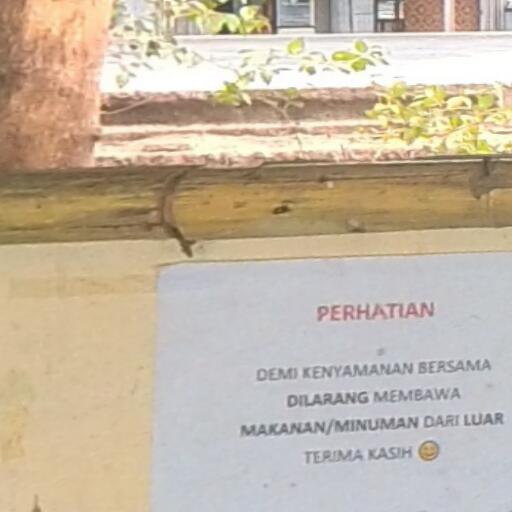 PERHATIAN
DEMI KENYAMANAN BERSAMA
DILARANG MEMBAWA
MAKANAN/MINUMAN DARI LUAR
TERIMA KASIH 😊